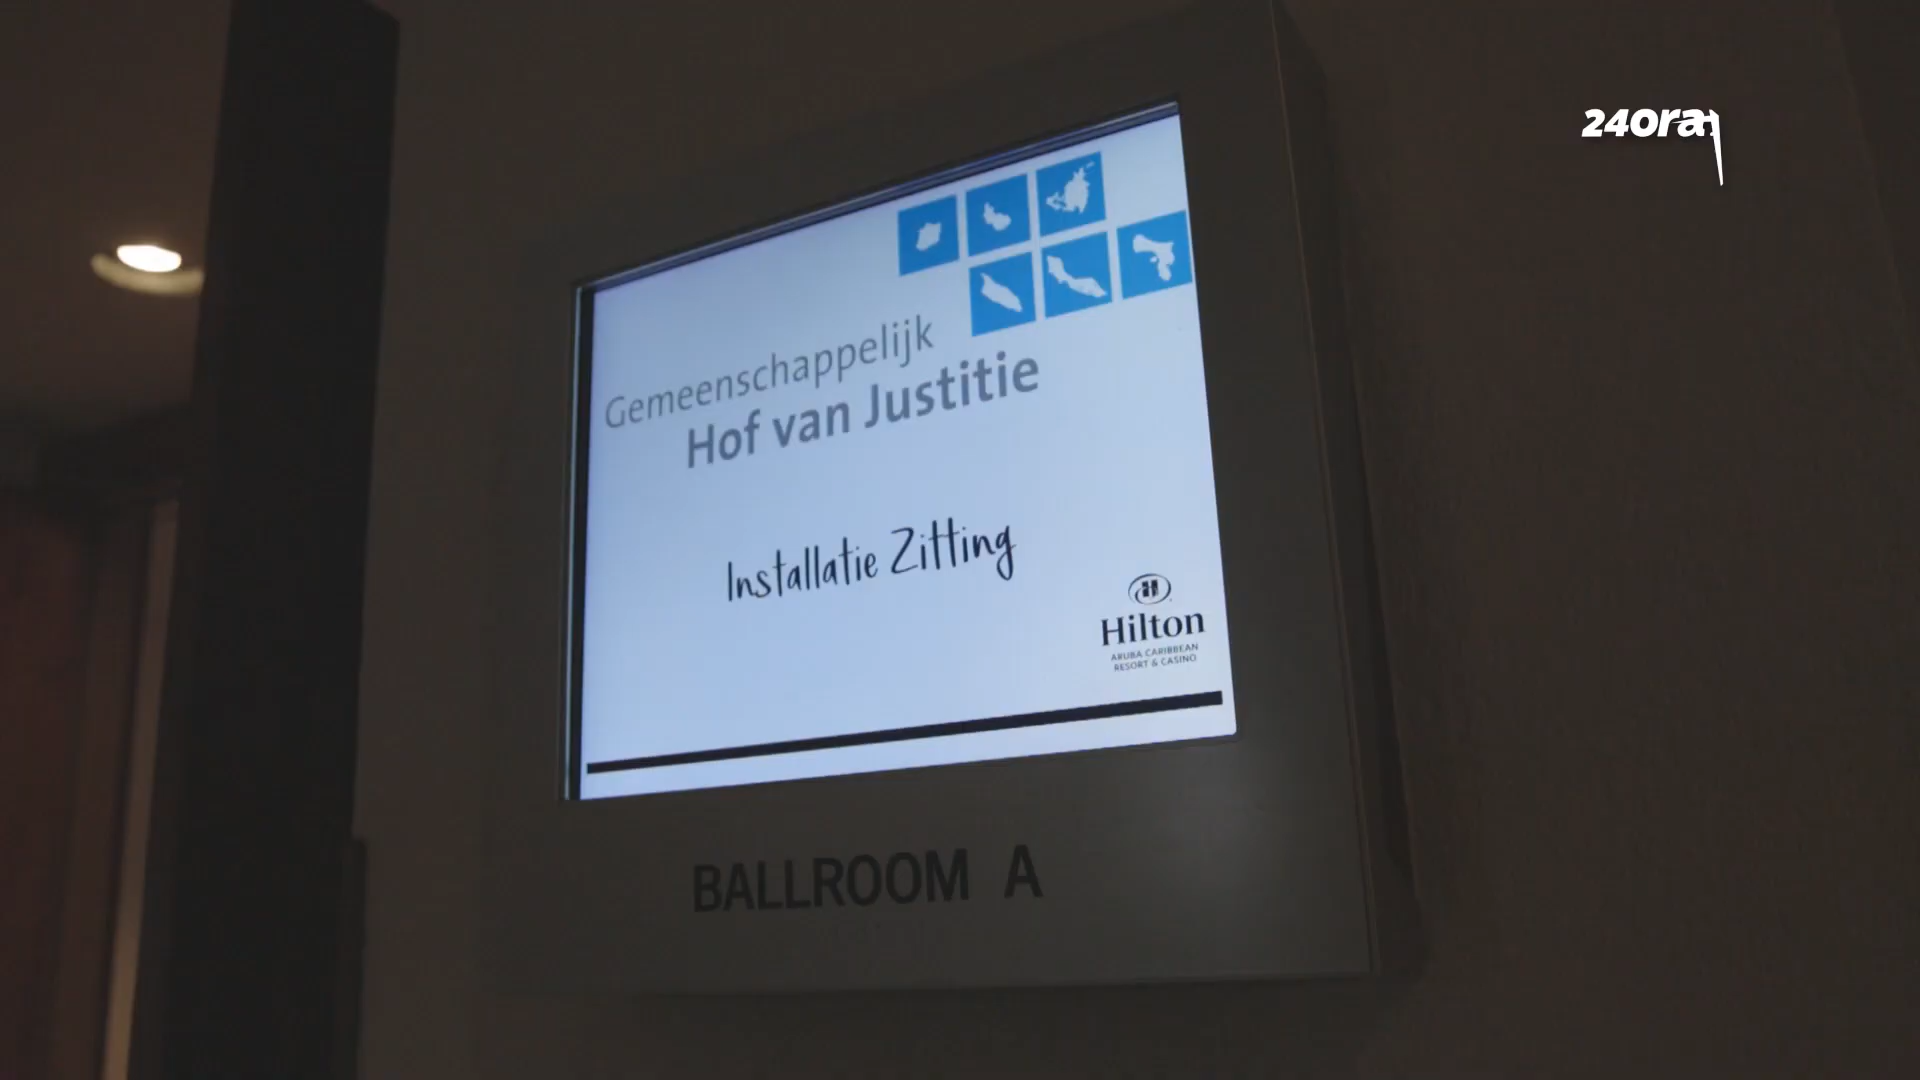 24ora
Gemeenschappelijk
Hof van Justitie
Installatie Zitting
Hilton
ARUBA CARIBBEAN
RESORT & CASINO
BALLROOM A